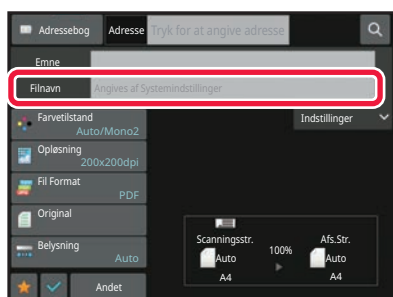 Adressebog Adresse Tryk for at angive adresse
Emne
Filnavn Angives af Systemindstillinger
Farvetilstand
Auto/Mono2
Indstillinger
Opløsning
200x200dpi
Fil Format
PDF
Original
Belysning
Auto
Scanningsstr. 100% Afs.Str.
Auto Auto
A4 A4
Andet